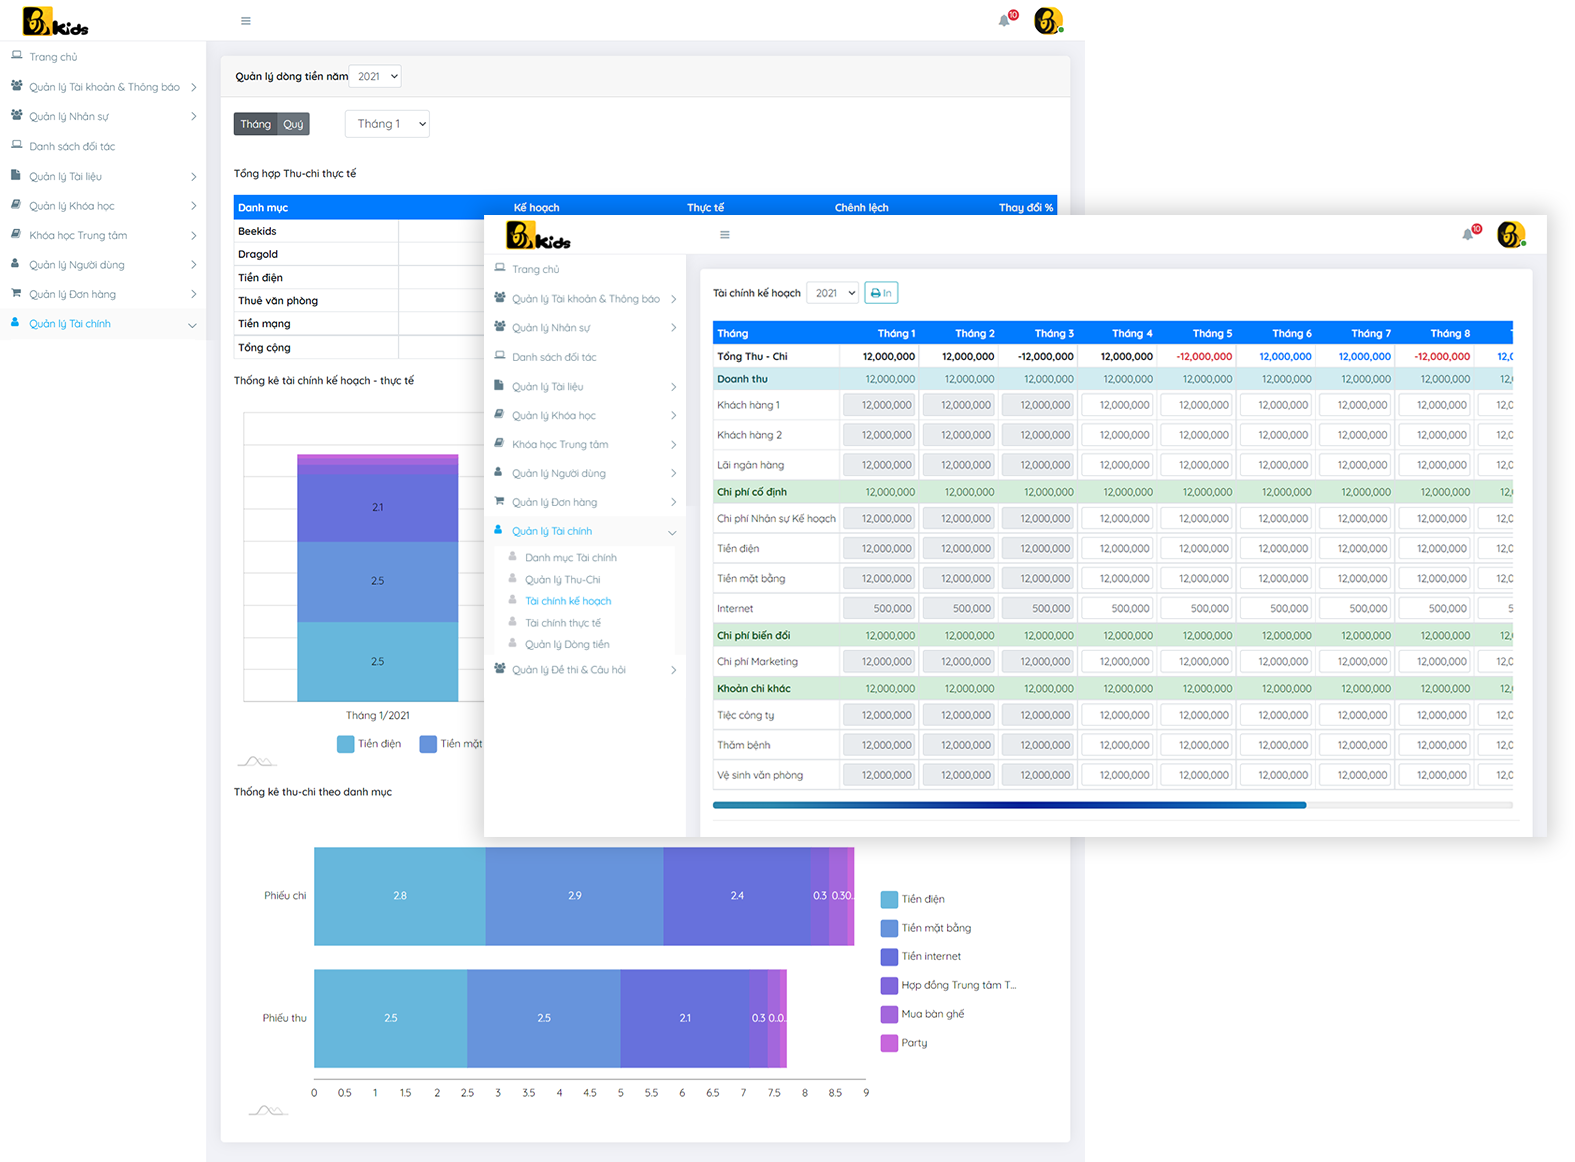 Kids
10
Trang chủ
Quản lý Tài khoản & Thông báo
Quản lý Nhân sự
Danh sách đối tác
Quản lý Tài liệu
Quản lý Khóa học
Khóa học Trung tâm
Quản lý Người dùng
Quản lý Đơn hàng
Quản lý Tài chính
Quản lý dòng tiền năm 2021
Tháng Quý Tháng 1
Tổng hợp Thu-chi thực tế
Danh mục Kế hoạch Thực tế Chênh lệch Thay đổi %
Beekids
Dragold
Tiền điện
Thuê văn phòng
Tiền mạng
Tổng cộng
Thống kê tài chính kế hoạch - thực tế
2.1
2.5
2.5
Tháng 1/2021
Tiền điện Tiền mặt
Thống kê thu-chi theo danh mục
Phiếu chi 2.8 2.9 2.4 0.3 0.30.
Phiếu thu 2.5 2.5 2.1 0.3 0.0.
0 0.5 1 1.5 2 2.5 3 3.5 4 4.5 5 5.5 6 6.5 7 7.5 8 8.5 9
Tiền điện
Tiền mặt bằng
Tiền internet
Hợp đồng Trung tâm T...
Mua bàn ghế
Party
Kids
10
Trang chủ
Quản lý Tài khoản & Thông báo
Quản lý Nhân sự
Danh sách đối tác
Quản lý Tài liệu
Quản lý Khóa học
Khóa học Trung tâm
Quản lý Người dùng
Quản lý Đơn hàng
Quản lý Tài chính
Danh mục Tài chính
Quản lý Thu-Chi
Tài chính kế hoạch
Tài chính thực tế
Quản lý Dòng tiền
Quản lý Đề thi & Câu hỏi
Tài chính kế hoạch 2021 In
Tháng Tháng 1 Tháng 2 Tháng 3 Tháng 4 Tháng 5 Tháng 6 Tháng 7 Tháng 8
Tổng Thu - Chi 12,000,000 12,000,000 -12,000,000 12,000,000 -12,000,000 12,000,000 12,000,000 -12,000,000 12,0
Doanh thu 12,000,000 12,000,000 12,000,000 12,000,000 12,000,000 12,000,000 12,000,000 12,000,000 12,
Khách hàng 1 12,000,000 12,000,000 12,000,000 12,000,000 12,000,000 12,000,000 12,000,000 12,000,000 12,0
Khách hàng 2 12,000,000 12,000,000 12,000,000 12,000,000 12,000,000 12,000,000 12,000,000 12,000,000 12,0
Lãi ngân hàng 12,000,000 12,000,000 12,000,000 12,000,000 12,000,000 12,000,000 12,000,000 12,000,000 12,0
Chi phí cố định 12,000,000 12,000,000 12,000,000 12,000,000 12,000,000 12,000,000 12,000,000 12,000,000 12,
Chi phí Nhân sự Kế hoạch 12,000,000 12,000,000 12,000,000 12,000,000 12,000,000 12,000,000 12,000,000 12,000,000 12,0
Tiền điện 12,000,000 12,000,000 12,000,000 12,000,000 12,000,000 12,000,000 12,000,000 12,000,000 12,0
Tiền mặt bằng 12,000,000 12,000,000 12,000,000 12,000,000 12,000,000 12,000,000 12,000,000 12,000,000 12,0
Internet 500,000 500,000 500,000 500,000 500,000 500,000 500,000 500,000 5
Chi phí biến đổi 12,000,000 12,000,000 12,000,000 12,000,000 12,000,000 12,000,000 12,000,000 12,000,000 12,
Chi phí Marketing 12,000,000 12,000,000 12,000,000 12,000,000 12,000,000 12,000,000 12,000,000 12,000,000 12,0
Khoản chi khác 12,000,000 12,000,000 12,000,000 12,000,000 12,000,000 12,000,000 12,000,000 12,000,000 12,
Tiệc công ty 12,000,000 12,000,000 12,000,000 12,000,000 12,000,000 12,000,000 12,000,000 12,000,000 12,0
Thăm bệnh 12,000,000 12,000,000 12,000,000 12,000,000 12,000,000 12,000,000 12,000,000 12,000,000 12,0
Vệ sinh văn phòng 12,000,000 12,000,000 12,000,000 12,000,000 12,000,000 12,000,000 12,000,000 12,000,000 12,0